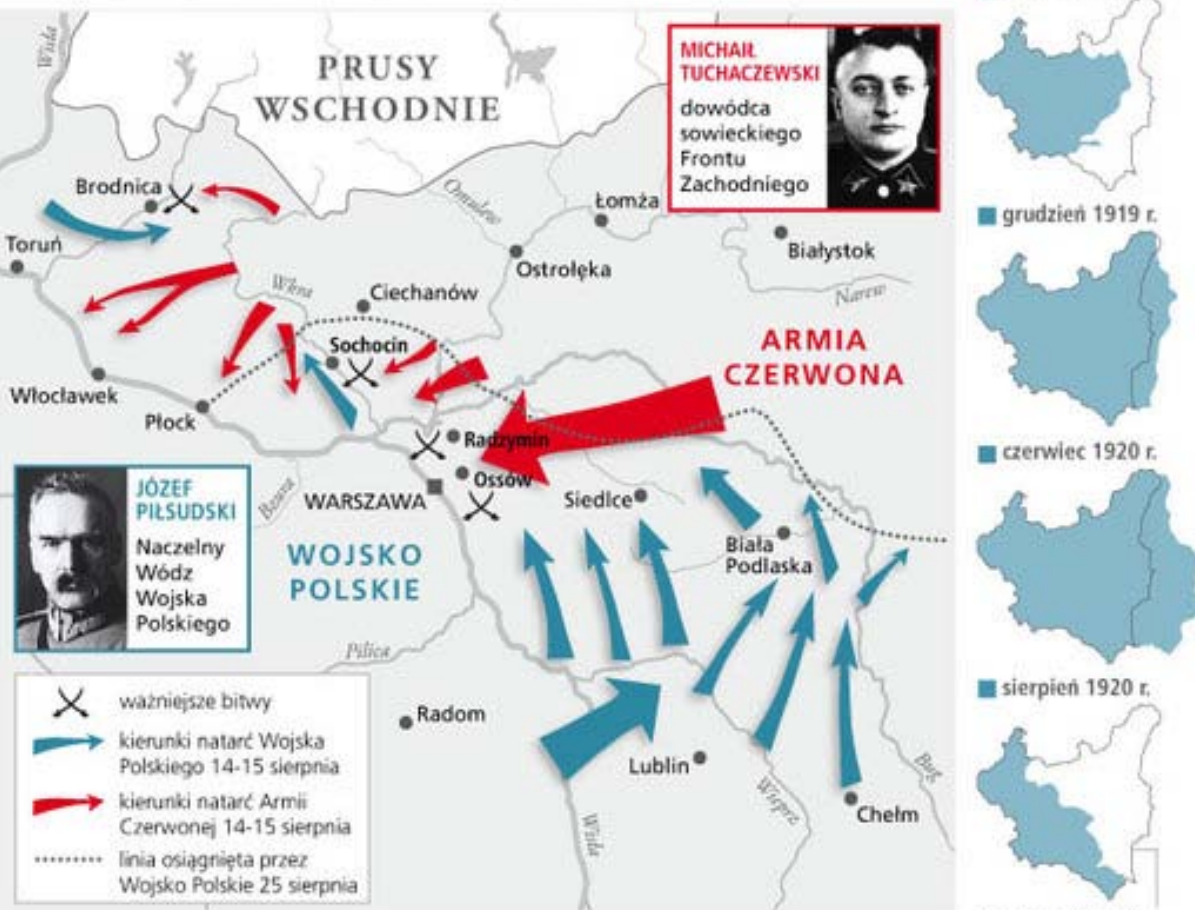 Wisła
PRUSY
WSCHODNIE
MICHAIŁ
TUCHACZEWSKI
dowódca
sowieckiego
Frontu
Zachodniego
Brodnica
Toruń
Omulew
Łomża
Białystok
Ostrołęka
Narew
Wkra
Ciechanów
Sochocin
ARMIA
CZERWONA
Włocławek
Płock
Radzymin
Ossów
WARSZAWA
Siedlce
Bzura
Biała
Podlaska
JÓZEF
PIŁSUDSKI
Naczelny
Wódz
Wojska
Polskiego
WOJSKO
POLSKIE
Pilica
Radom
Lublin
Wieprz
Chełm
Bug
Wisła
ważniejsze bitwy
kierunki natarć Wojska
Polskiego 14-15 sierpnia
kierunki natarć Armii
Czerwonej 14-15 sierpnia
linia osiągnięta przez
Wojsko Polskie 25 sierpnia
grudzień 1919 r.
czerwiec 1920 r.
sierpień 1920 r.